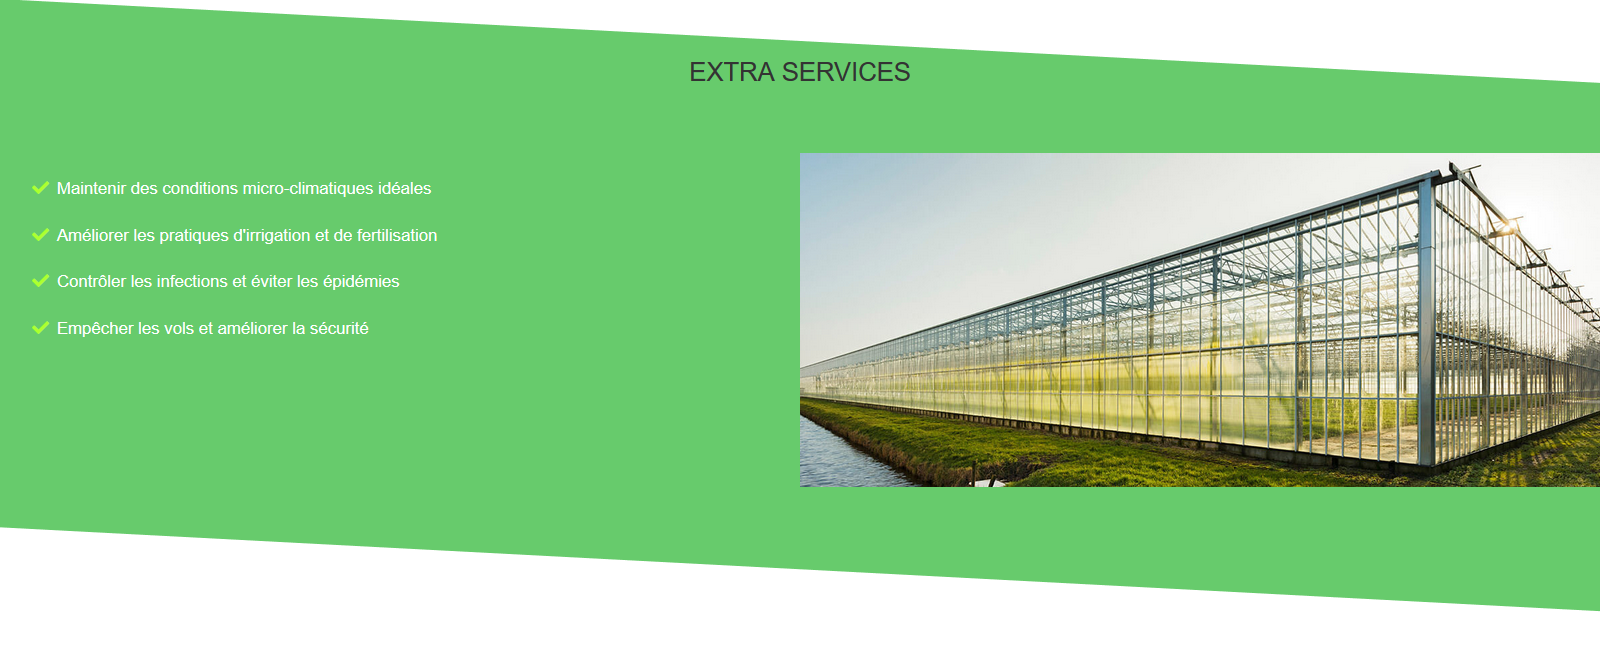 EXTRA SERVICES
Maintenir des conditions micro-climatiques idéales
Améliorer les pratiques d'irrigation et de fertilisation
Contrôler les infections et éviter les épidémies
Empêcher les vols et améliorer la sécurité